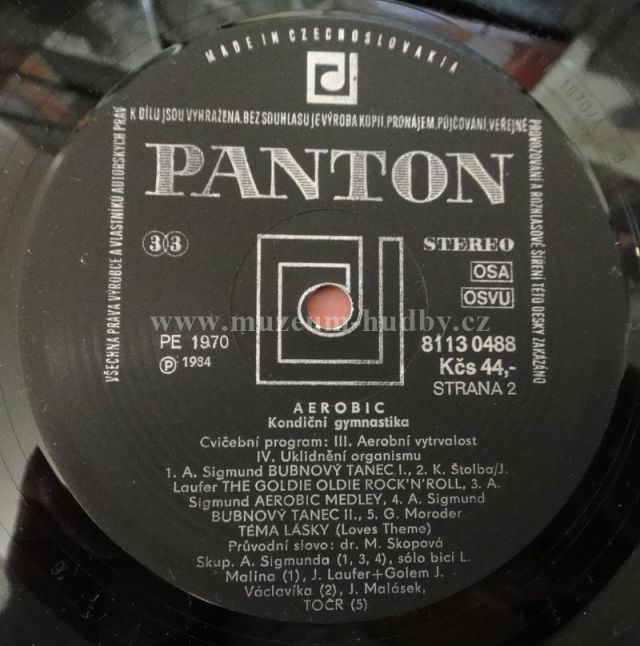 MADE IN CZECHOSLOVAKIA
VŠECHNA PRÁVA VÝROBCE A VLASTNÍKŮ AUTORSKÝCH PRÁV
K DÍLU JSOU VYHRAŽENA. BEZ SOUHLASU JE VÝROBA KOPIÍ, PRONÁJEM, PŮJČOVÁNÍ, VEŘEJNÉ
PROVOZOVÁNÍ A ROZHLASOVÉ ŠÍŘENÍ TÉTO DESKY ZAKÁZÁNO
PANTON
33
STEREO
OSA
OSVU
www.muzeum-hudby.cz
PE 1970
Ⓟ 1984
8113 0488
Kčs 44,-
STRANA 2
AEROBIC
Kondiční gymnastika
Cvičební program: III. Aerobní vytrvalost
IV. Uklidnění organismu
1. A. Sigmund BUBNOVÝ TANEC I., 2. K. Štolba/J.
Laufer THE GOLDIE OLDIE ROCK'N'ROLL, 3. A.
Sigmund AEROBIC MEDLEY, 4. A. Sigmund
BUBNOVÝ TANEC II., 5. G. Moroder
TÉMA LÁSKY (Loves Theme)
Průvodní slovo: dr. M. Skopová
Skup. A. Sigmunda (1, 3, 4), sólo bicí L.
Malina (1), J. Laufer+Golem J.
Václavíka (2), J. Malásek,
TOČR (5)